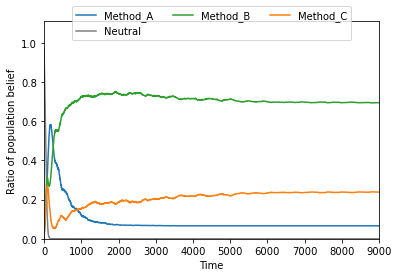 Method_A Method_B Method_C
Neutral
1.0
0.8
0.6
0.4
0.2
0.0
Ratio of population belief
0 1000 2000 3000 4000 5000 6000 7000 8000 9000
Time